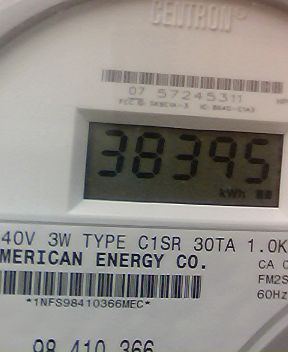 CENTRON
07 57245311
38395
kWh
40V 3W TYPE C1SR 30TA 1.0K
MERICAN ENERGY CO.
CA 0
FM2S
*1NFS98410366MEC*
60Hz
98 410 366